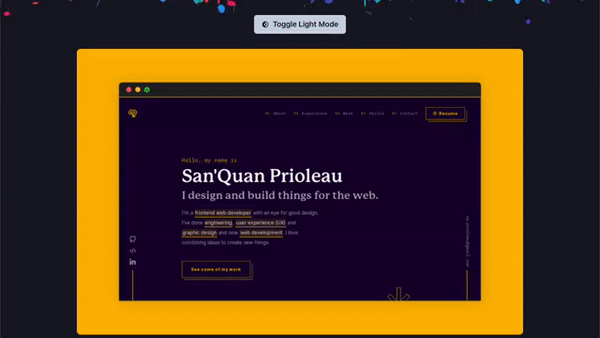 Toggle Light Mode
01. About 02. Experience 03. Work 04. Skills 05. Contact Resume
Hello, my name is
San'Quan Prioleau
I design and build things for the web.
I'm a frontend web developer with an eye for good design.
I've done engineering, user experience (UX) and
graphic design and now web development. I love
combining ideas to create new things.
See some of my work